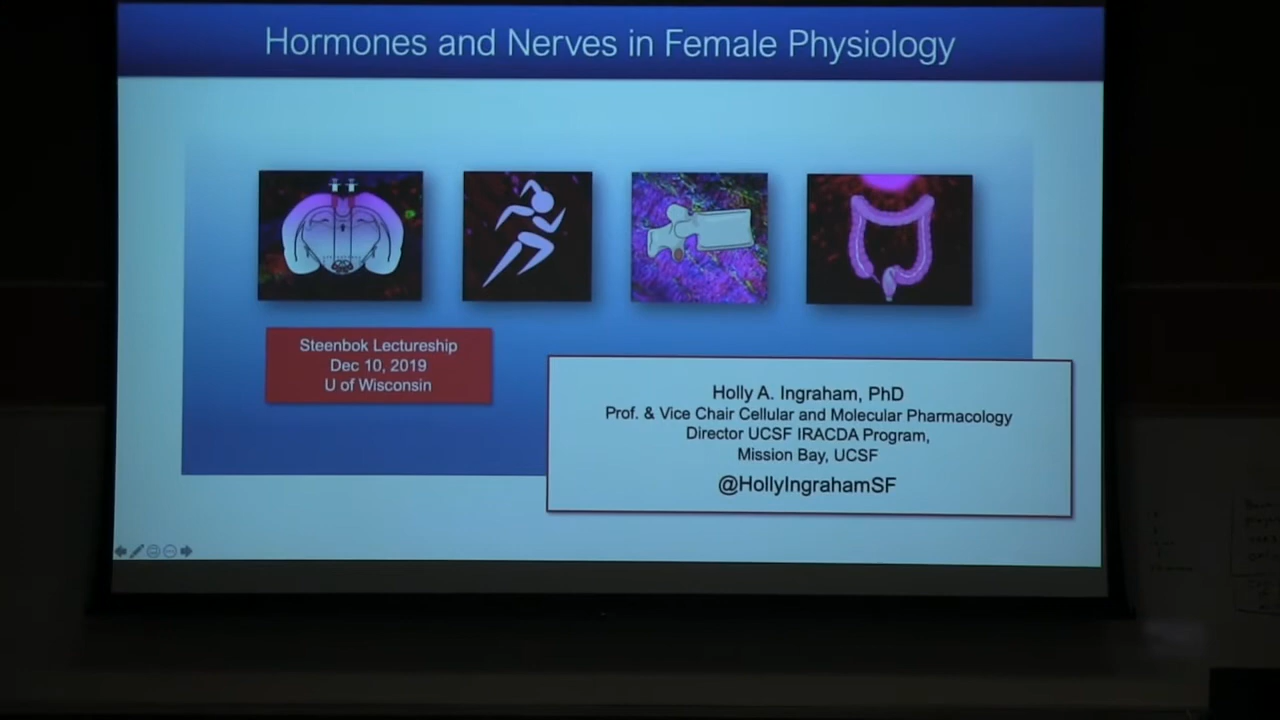 Hormones and Nerves in Female Physiology
Steenbok Lectureship
Dec 10, 2019
U of Wisconsin
Holly A. Ingraham, PhD
Prof. & Vice Chair Cellular and Molecular Pharmacology
Director UCSF IRACDA Program,
Mission Bay, UCSF
@HollyIngrahamSF